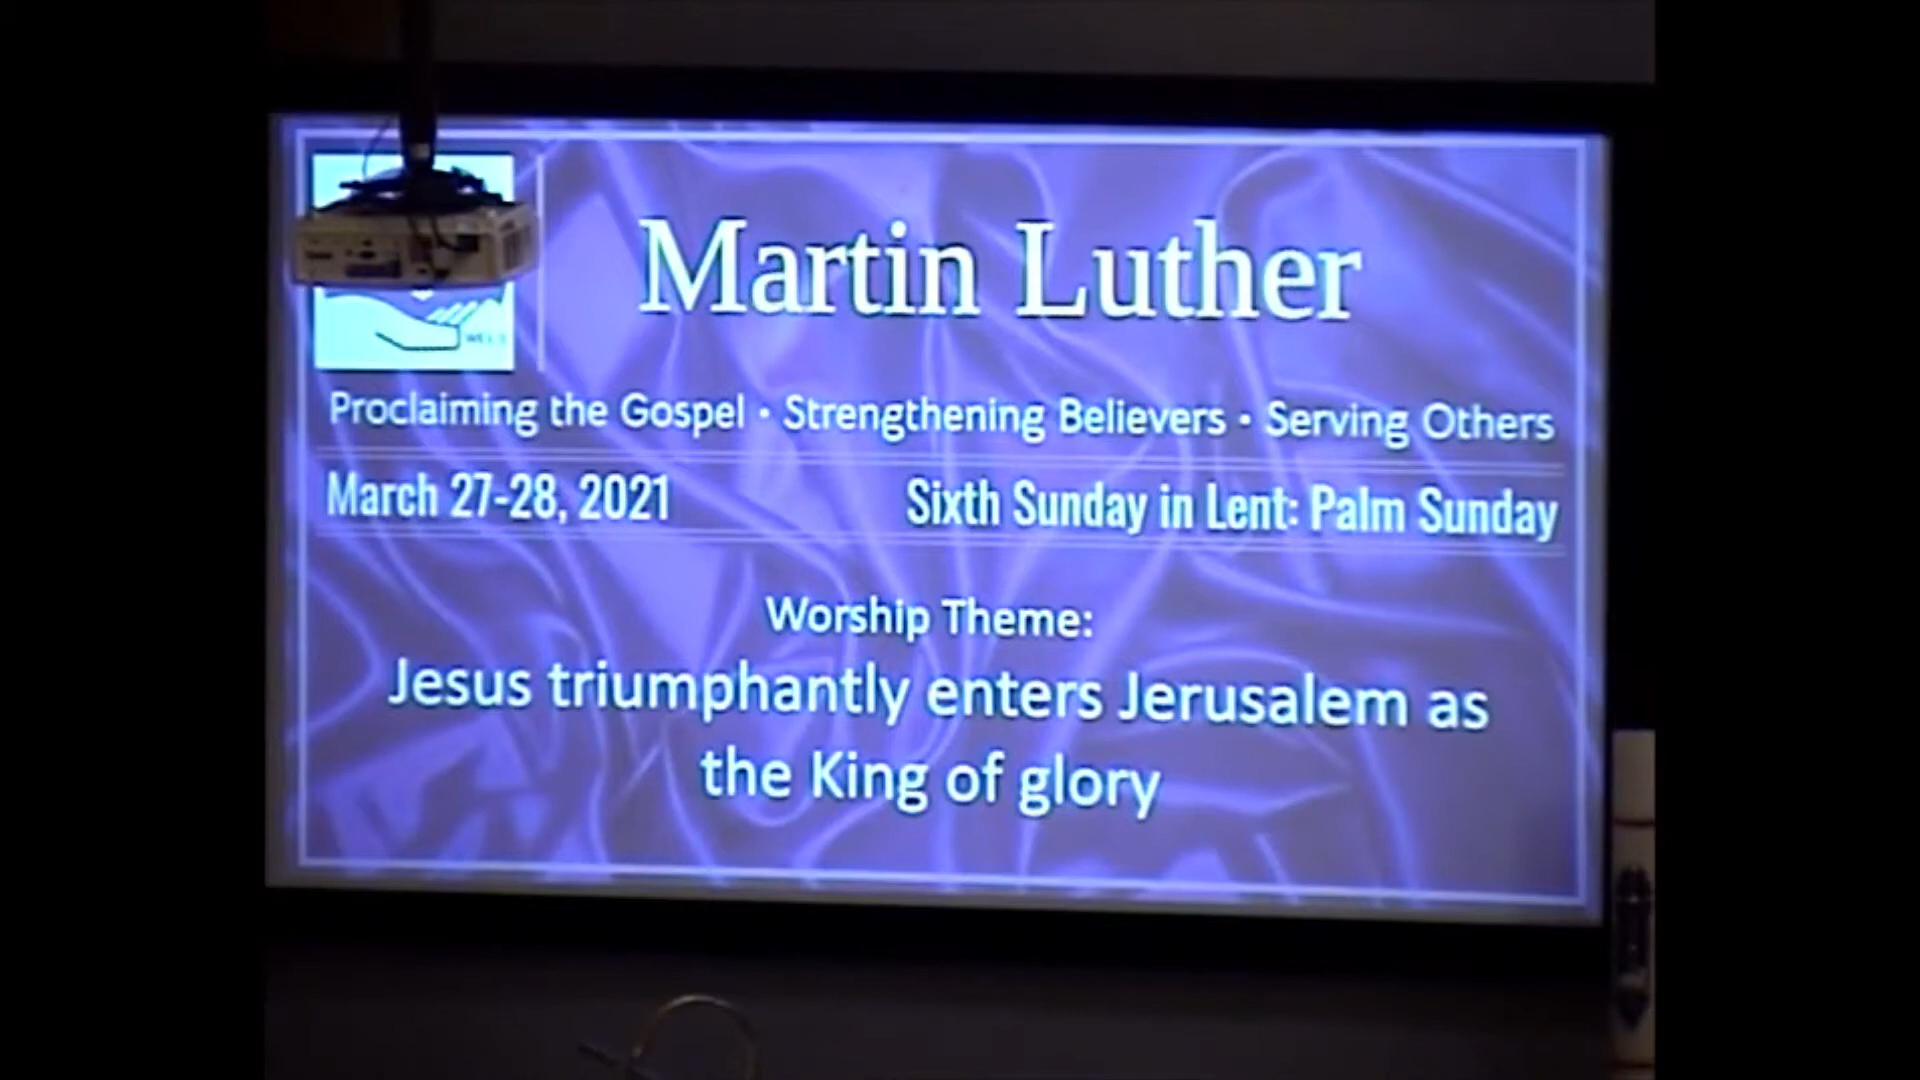 Martin Luther
Proclaiming the Gospel • Strengthening Believers • Serving Others
March 27-28, 2021
Sixth Sunday in Lent: Palm Sunday
Worship Theme:
Jesus triumphantly enters Jerusalem as
the King of glory